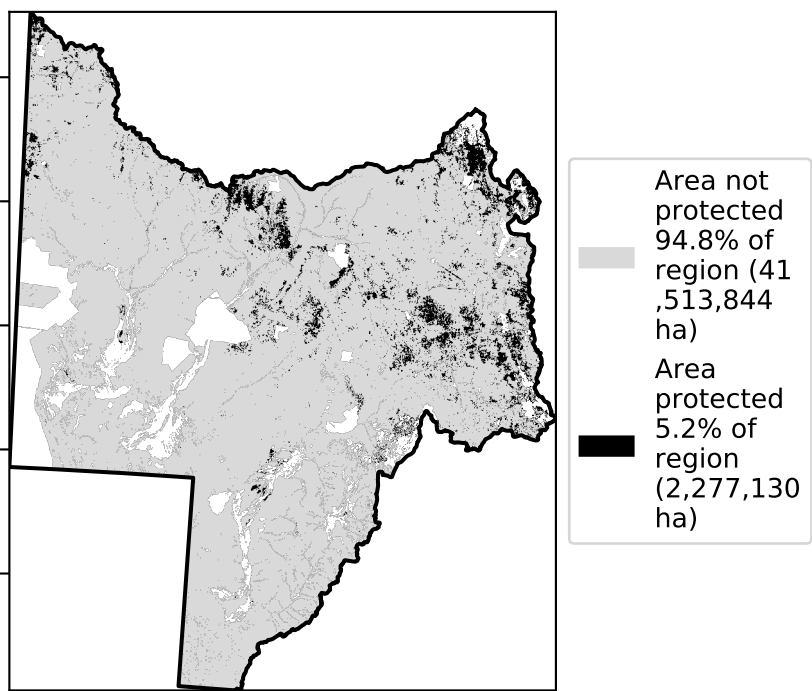 Area not
protected
94.8% of
region (41
,513,844
ha)
Area
protected
5.2% of
region
(2,277,130
ha)